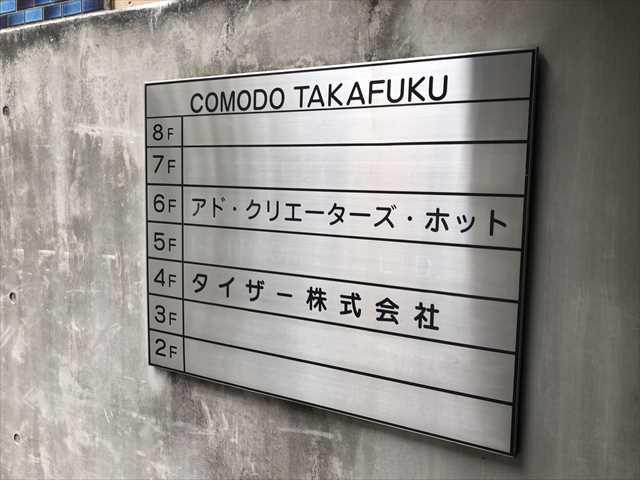 COMODO TAKAFUKU
8F
7F
6F アド・クリエーターズ・ホット
5F
4F タイザー株式会社
3F
2F